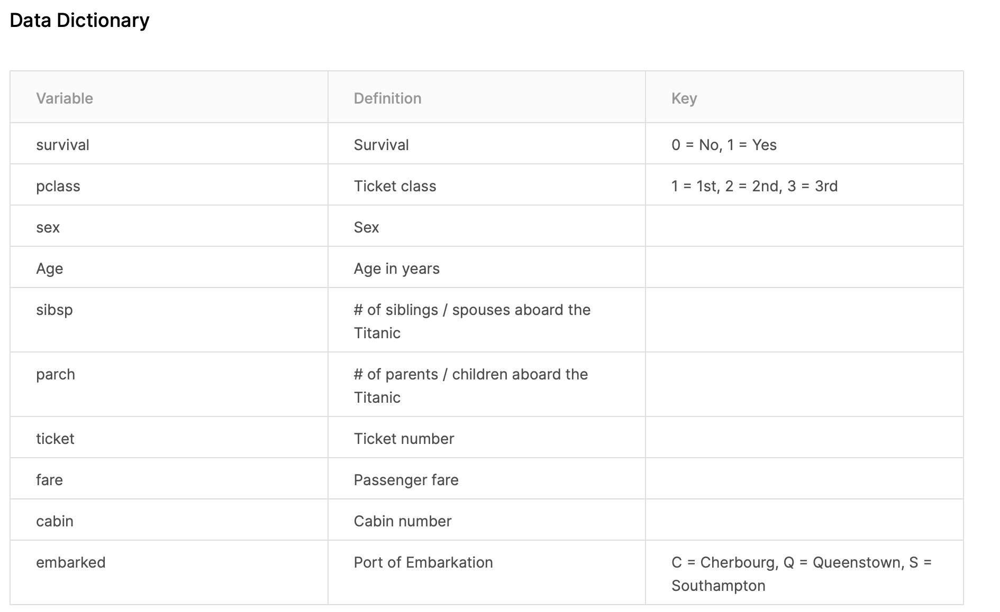 Data Dictionary
Variable Definition Key
survival Survival 0 = No, 1 = Yes
pclass Ticket class 1 = 1st, 2 = 2nd, 3 = 3rd
sex Sex
Age Age in years
sibsp # of siblings / spouses aboard the
Titanic
parch # of parents / children aboard the
Titanic
ticket Ticket number
fare Passenger fare
cabin Cabin number
embarked Port of Embarkation C = Cherbourg, Q = Queenstown, S =
Southampton